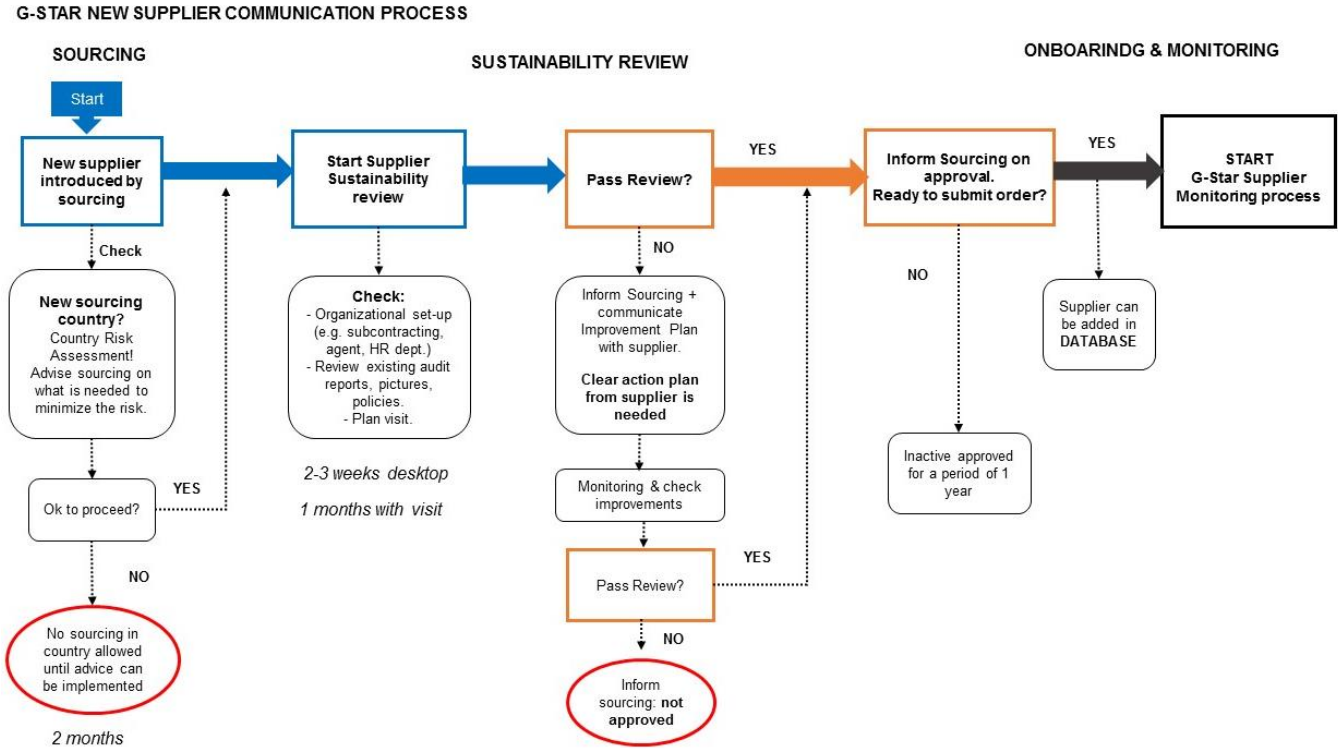 G-STAR NEW SUPPLIER COMMUNICATION PROCESS
SOURCING
SUSTAINABILITY REVIEW
ONBOARINDG & MONITORING
Start
New supplier
introduced by
sourcing
Start Supplier
Sustainability
review
Pass Review?
YES
Inform Sourcing on
approval.
Ready to submit order?
YES
START
G-Star Supplier
Monitoring process
Check
New sourcing
country?
Country Risk
Assessment!
Advise sourcing on
what is needed to
minimize the risk.
Ok to proceed?
YES
NO
No sourcing in
country allowed
until advice can
be implemented
2 months
Check:
- Organizational set-up
(e.g. subcontracting,
agent, HR dept.)
- Review existing audit
reports, pictures,
policies.
- Plan visit.
2-3 weeks desktop
1 months with visit
NO
Inform Sourcing +
communicate
Improvement Plan
with supplier.
Clear action plan
from supplier is
needed
Monitoring & check
improvements
Pass Review?
YES
NO
Inform
sourcing: not
approved
NO
Inactive approved
for a period of 1
year
Supplier can
be added in
DATABASE